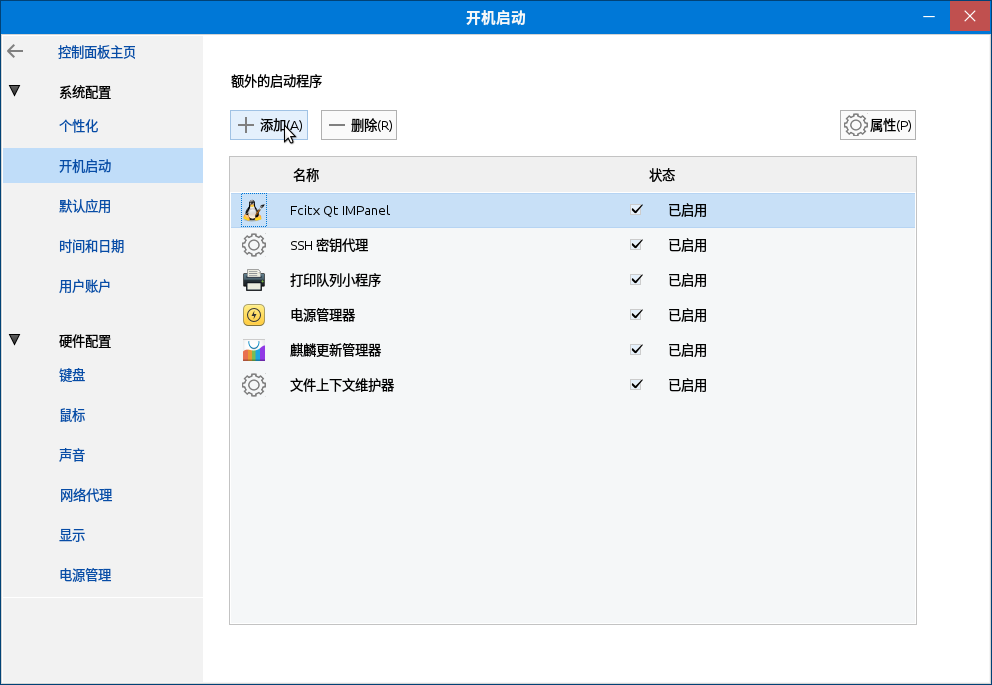 开机启动
控制面板主页
系统配置
个性化
开机启动
默认应用
时间和日期
用户账户
硬件配置
键盘
鼠标
声音
网络代理
显示
电源管理
额外的启动程序
添加(A) 删除(R) 属性(P)
名称 状态
Fcitx Qt IMPanel 已启用
SSH 密钥代理 已启用
打印队列小程序 已启用
电源管理器 已启用
麒麟更新管理器 已启用
文件上下文维护器 已启用